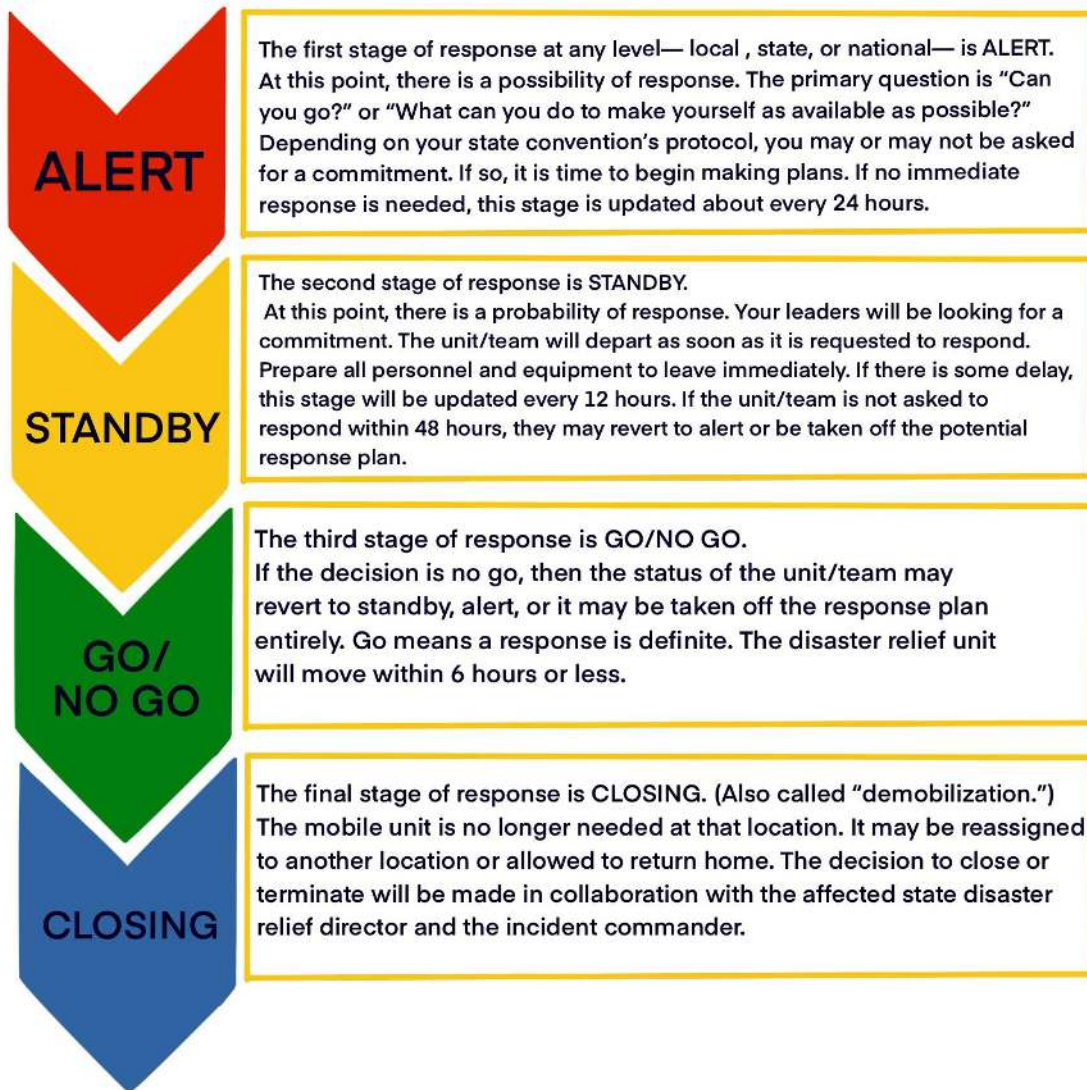 ALERT
The first stage of response at any level— local , state, or national— is ALERT.
At this point, there is a possibility of response. The primary question is “Can
you go?” or “What can you do to make yourself as available as possible?”
Depending on your state convention’s protocol, you may or may not be asked
for a commitment. If so, it is time to begin making plans. If no immediate
response is needed, this stage is updated about every 24 hours.
STANDBY
The second stage of response is STANDBY.
At this point, there is a probability of response. Your leaders will be looking for a
commitment. The unit/team will depart as soon as it is requested to respond.
Prepare all personnel and equipment to leave immediately. If there is some delay,
this stage will be updated every 12 hours. If the unit/team is not asked to
respond within 48 hours, they may revert to alert or be taken off the potential
response plan.
GO/
NO GO
The third stage of response is GO/NO GO.
If the decision is no go, then the status of the unit/team may
revert to standby, alert, or it may be taken off the response plan
entirely. Go means a response is definite. The disaster relief unit
will move within 6 hours or less.
CLOSING
The final stage of response is CLOSING. (Also called “demobilization.”)
The mobile unit is no longer needed at that location. It may be reassigned
to another location or allowed to return home. The decision to close or
terminate will be made in collaboration with the affected state disaster
relief director and the incident commander.